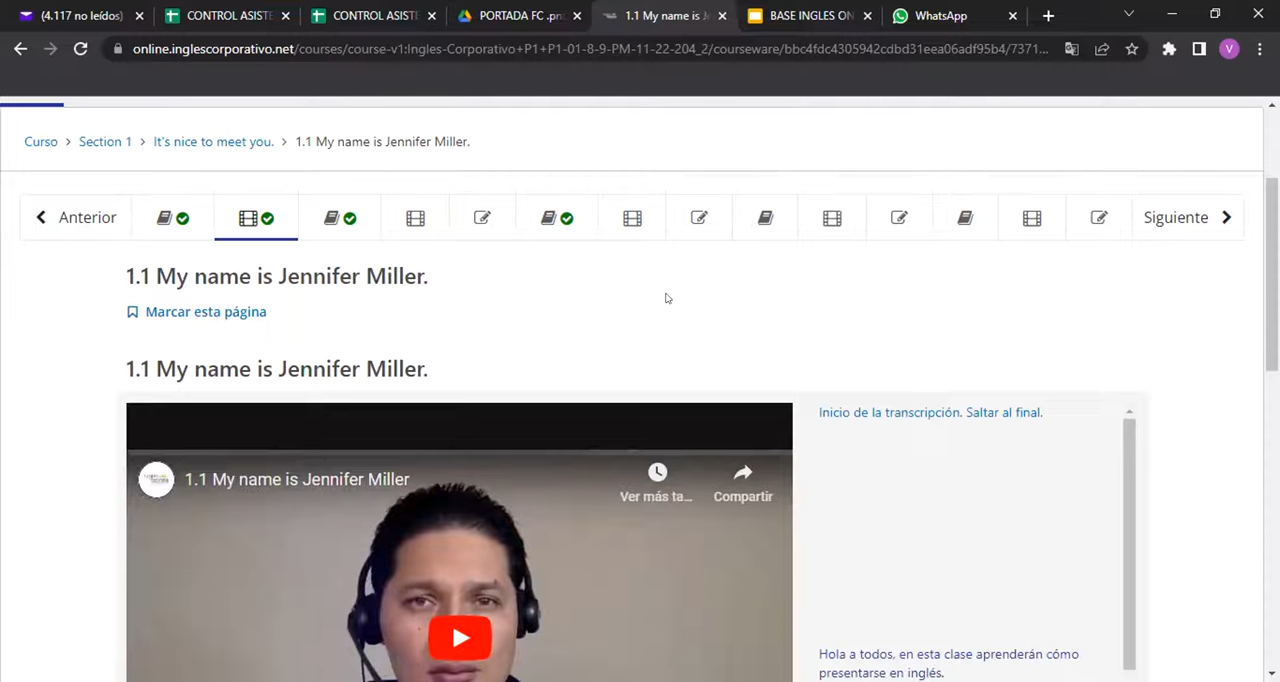 (4.117 no leídos)
CONTROL ASISTE
CONTROL ASISTE
PORTADA FC .pn
1.1 My name is J
BASE INGLES ON
WhatsApp
online.inglescorporativo.net/courses/course-v1:Ingles-Corporativo+P1+P1-01-8-9-PM-11-22-204_2/courseware/bbc4fdc4305942cdbd31eea06adf95b4/7371...
V
Curso > Section 1 > It's nice to meet you. > 1.1 My name is Jennifer Miller.
Anterior
Siguiente
1.1 My name is Jennifer Miller.
Marcar esta página
1.1 My name is Jennifer Miller.
Inicio de la transcripción. Saltar al final.
1.1 My name is Jennifer Miller
Ver más ta...
Compartir
Hola a todos, en esta clase aprenderán cómo
presentarse en inglés.